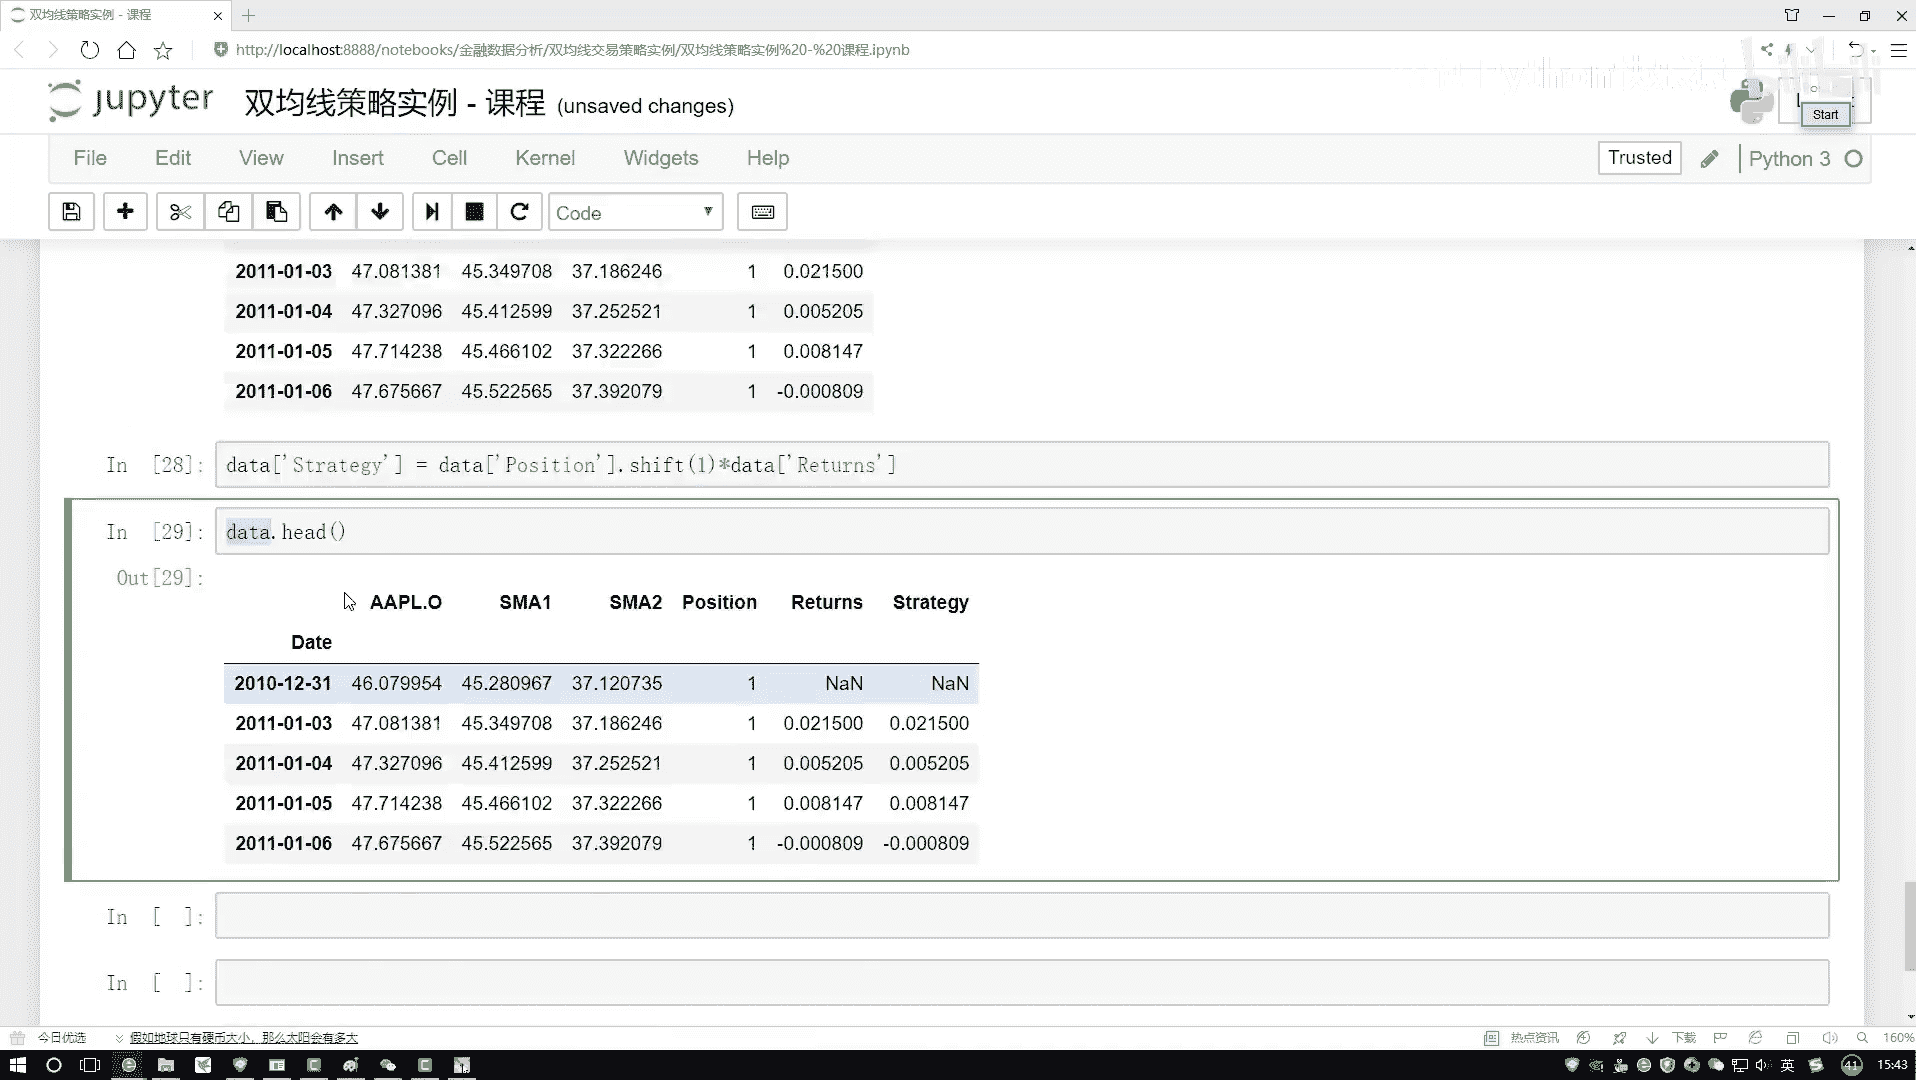 双均线策略实例 - 课程
http://localhost:8888/notebooks/金融数据分析/双均线交易策略实例/双均线策略实例%20-%20课程.ipynb
jupyter 双均线策略实例 - 课程 (unsaved changes)
Start
File Edit View Insert Cell Kernel Widgets Help Trusted Python 3
Code
2011-01-03 47.081381 45.349708 37.186246 1 0.021500
2011-01-04 47.327096 45.412599 37.252521 1 0.005205
2011-01-05 47.714238 45.466102 37.322266 1 0.008147
2011-01-06 47.675667 45.522565 37.392079 1 -0.000809
In [28]: data['Strategy'] = data['Position'].shift(1)*data['Returns']
In [29]: data.head()
Out[29]:
AAPL.O SMA1 SMA2 Position Returns Strategy
Date
2010-12-31 46.079954 45.280967 37.120735 1 NaN NaN
2011-01-03 47.081381 45.349708 37.186246 1 0.021500 0.021500
2011-01-04 47.327096 45.412599 37.252521 1 0.005205 0.005205
2011-01-05 47.714238 45.466102 37.322266 1 0.008147 0.008147
2011-01-06 47.675667 45.522565 37.392079 1 -0.000809 -0.000809
In [ ]:
In [ ]:
今日优选 假如地球只有硬币大小，那么太阳会有多大 热点资讯 下载 160%
英 41 15:43